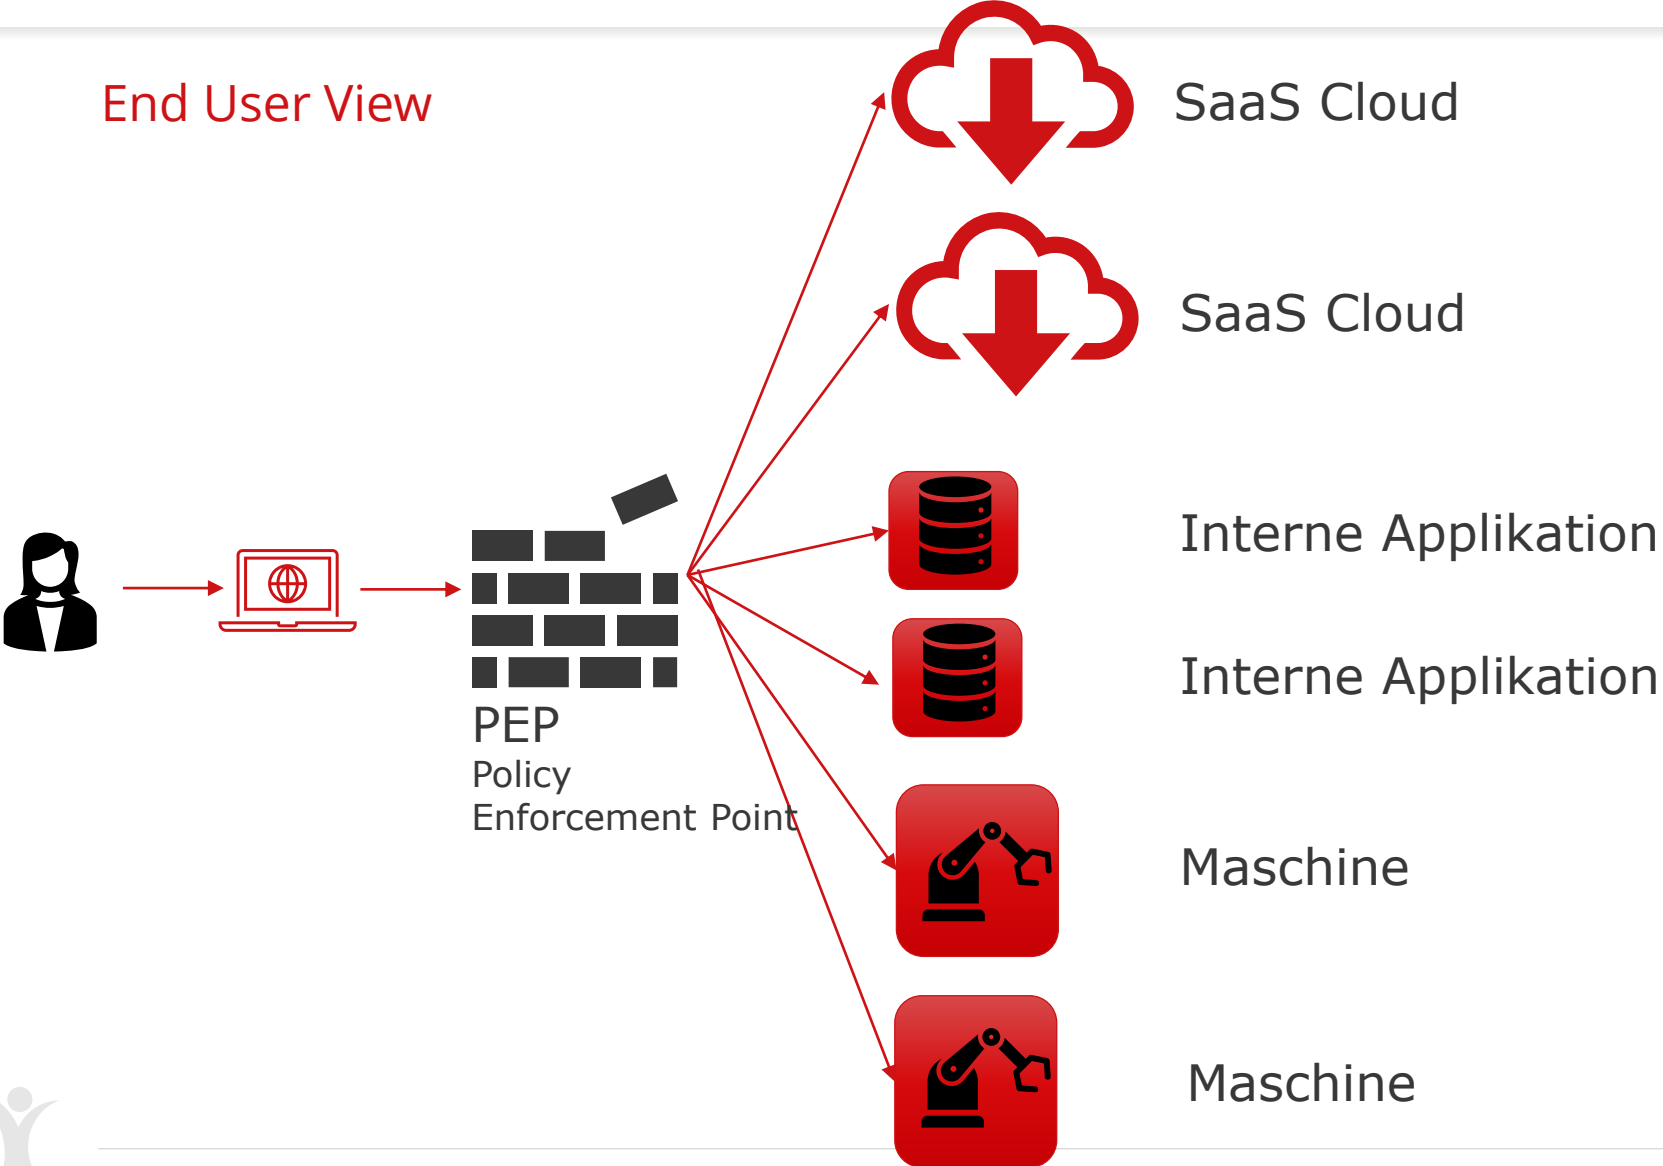 End User View
SaaS Cloud
SaaS Cloud
Interne Applikation
Interne Applikation
PEP
Policy
Enforcement Point
Maschine
Maschine